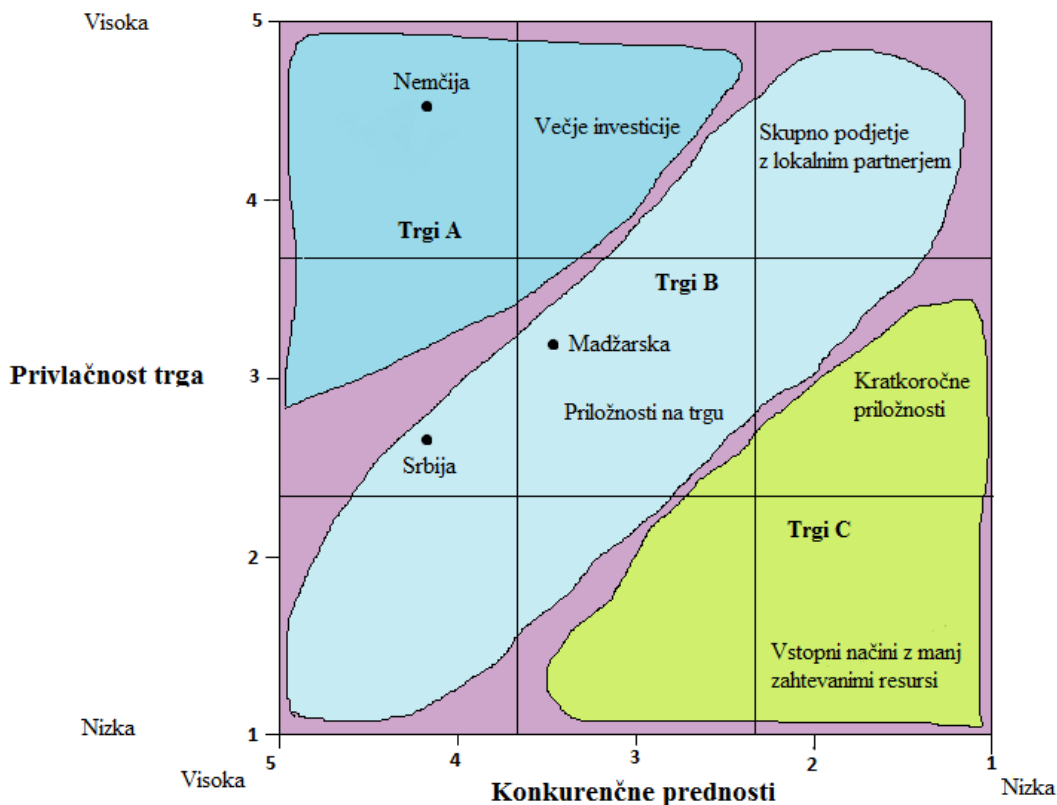 Visoka
5
Nemčija
Večje investicije
Skupno podjetje
z lokalnim partnerjem
4
Trgi A
Trgi B
Madžarska
Privlačnost trga
3
Kratkoročne
priložnosti
Priložnosti na trgu
Srbija
Trgi C
2
Vstopni načini z manj
zahtevanimi resursi
Nizka
1
5
4
3
2
1
Visoka
Konkurenčne prednosti
Nizka